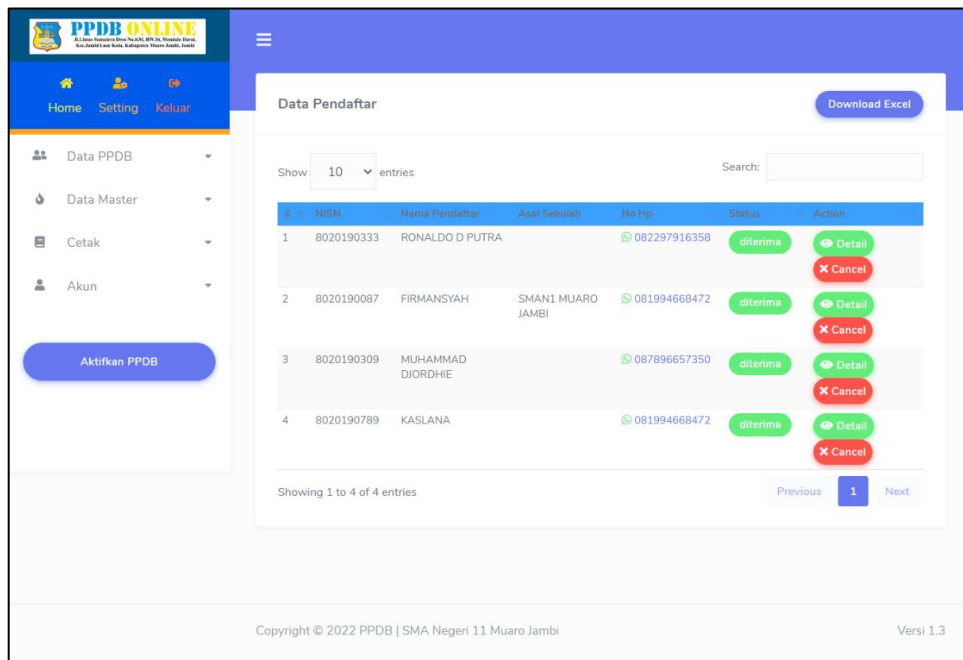 PPDB ONLINE
Home Setting Keluar
Data PPDB
Data Master
Cetak
Akun
Aktifkan PPDB
Data Pendaftar
Download Excel
Show 10 entries
Search:
# NISN Nama Pendaftar Asal Sekolah No Hp Status Action
1 8020190333 RONALDO D PUTRA 082297916358 diterima Detail
Cancel
2 8020190087 FIRMANSYAH SMAN1 MUARO 081994668472 diterima Detail
JAMBI Cancel
3 8020190309 MUHAMMAD 087896657350 diterima Detail
DJORDHIE Cancel
4 8020190789 KASLANA 081994668472 diterima Detail
Cancel
Showing 1 to 4 of 4 entries
Previous 1 Next
Copyright © 2022 PPDB | SMA Negeri 11 Muaro Jambi
Versi 1.3